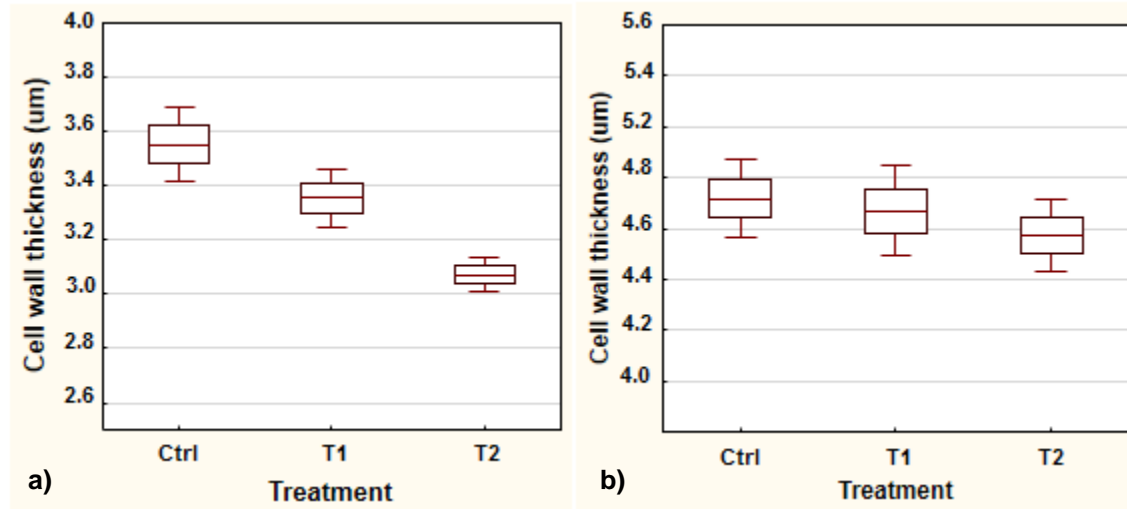 Cell wall thickness (um)
4.0
3.8
3.6
3.4
3.2
3.0
2.8
2.6
Ctrl T1 T2
a)
Treatment
Cell wall thickness (um)
5.6
5.4
5.2
4.8
4.6
4.4
4.2
4.0
Ctrl T1 T2
b)
Treatment